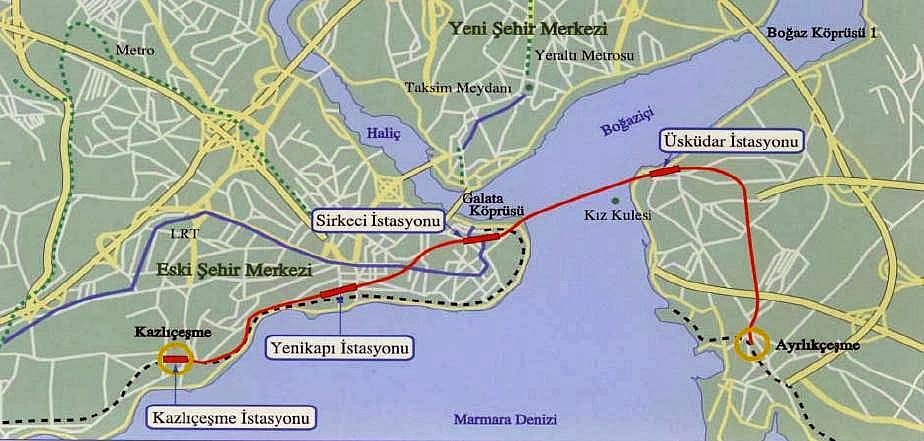 Yeni Şehir Merkezi
Boğaz Köprüsü 1
Metro
Yeraltı Metrosu
Taksim Meydanı
Haliç
Boğaziçi
Üsküdar İstasyonu
Galata
Köprüsü
Sirkeci İstasyonu
Kız Kulesi
LRT
Eski Şehir Merkezi
Kazlıçeşme
Yenikapı İstasyonu
Ayrlıkçeşme
Kazlıçeşme İstasyonu
Marmara Denizi